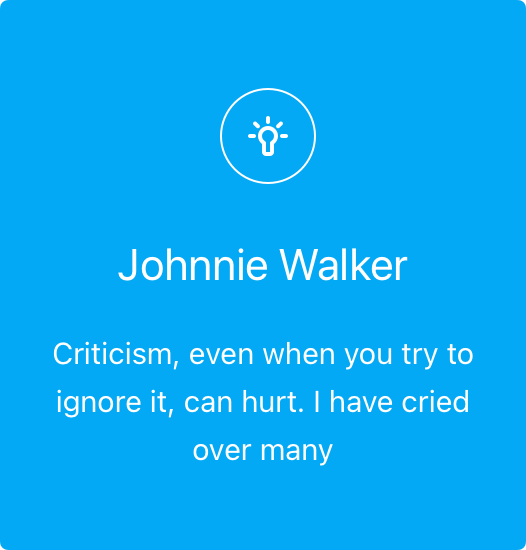 Johnnie Walker
Criticism, even when you try to
ignore it, can hurt. I have cried
over many